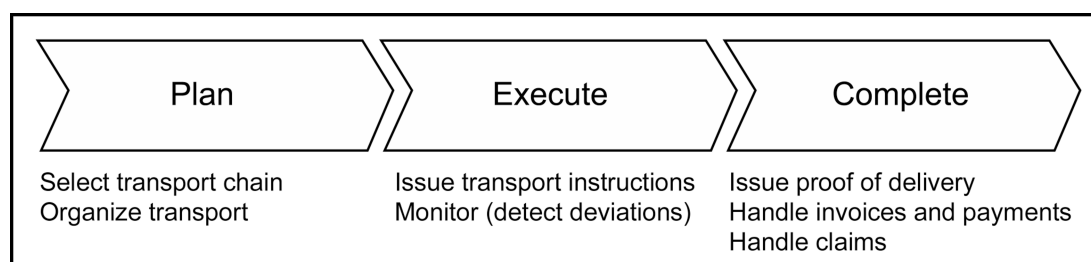 Plan
Select transport chain
Organize transport
Execute
Issue transport instructions
Monitor (detect deviations)
Complete
Issue proof of delivery
Handle invoices and payments
Handle claims